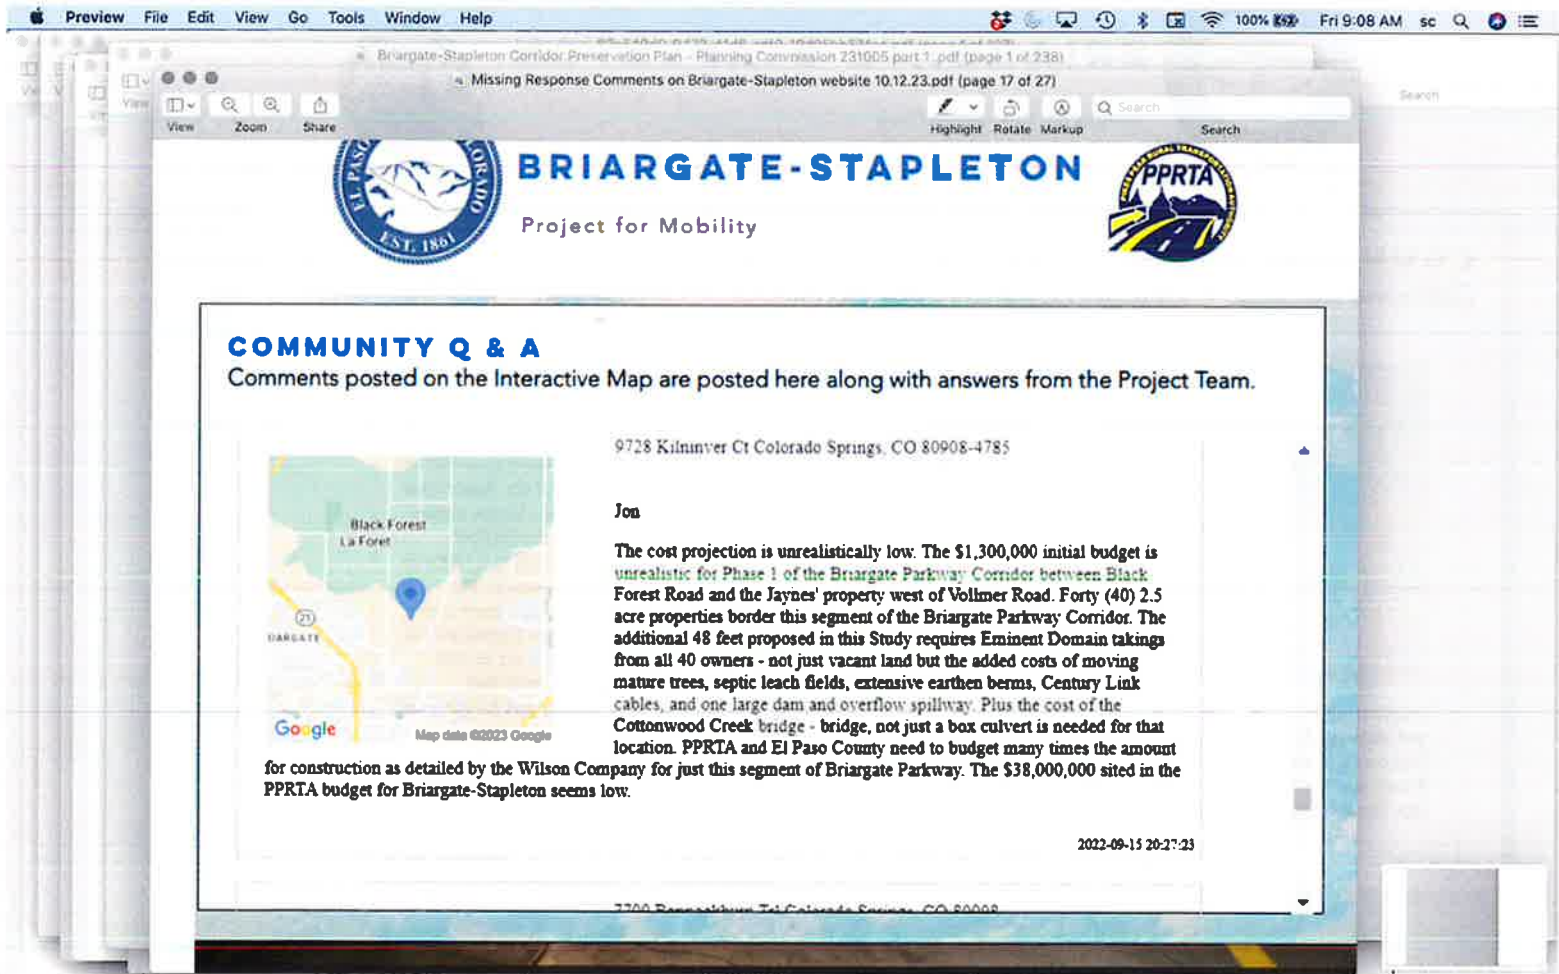 Preview File Edit View Go Tools Window Help 100% Fri 9:08 AM sc
Briargate-Stapleton Corridor Preservation Plan - Planning Commission 231005 part 1.pdf (page 1 of 238)
Missing Response Comments on Briargate-Stapleton website 10.12.23.pdf (page 17 of 27)
Search
Search
View Zoom Share Highlight Rotate Markup Search
EL PASO
COLORADO
EST. 1861
BRIARGATE-STAPLETON
Project for Mobility
PPRTA
COMMUNITY Q & A
Comments posted on the Interactive Map are posted here along with answers from the Project Team.
9728 Kilninver Ct Colorado Springs, CO 80908-4785
Black Forest
La Foret
21
Google
Map data ©2023 Google
Jon
The cost projection is unrealistically low. The $1,300,000 initial budget is
unrealistic for Phase 1 of the Briargate Parkway Corridor between Black
Forest Road and the Jaynes' property west of Vollmer Road. Forty (40) 2.5
acre properties border this segment of the Briargate Parkway Corridor. The
additional 48 feet proposed in this Study requires Eminent Domain takings
from all 40 owners - not just vacant land but the added costs of moving
mature trees, septic leach fields, extensive earthen berms, Century Link
cables, and one large dam and overflow spillway. Plus the cost of the
Cottonwood Creek bridge - bridge, not just a box culvert is needed for that
location. PPRTA and El Paso County need to budget many times the amount
for construction as detailed by the Wilson Company for just this segment of Briargate Parkway. The $38,000,000 sited in the
PPRTA budget for Briargate-Stapleton seems low.
2022-09-15 20:27:23